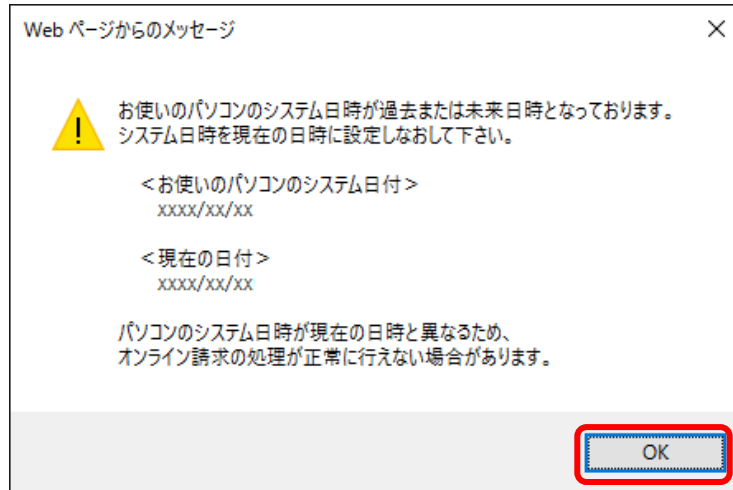 Web ページからのメッセージ
お使いのパソコンのシステム日時が過去または未来日時となっております。
システム日時を現在の日時に設定しなおして下さい。
＜お使いのパソコンのシステム日付＞
xxxx/xx/xx
＜現在の日付＞
xxxx/xx/xx
パソコンのシステム日時が現在の日時と異なるため、
オンライン請求の処理が正常に行えない場合があります。
OK